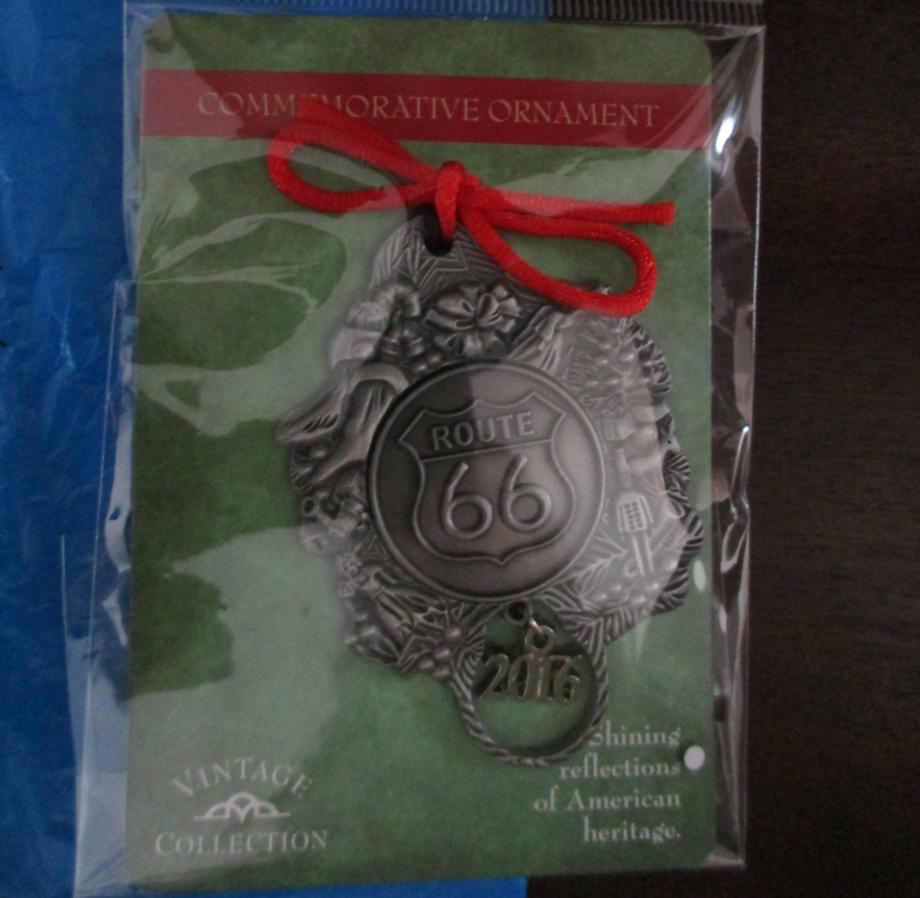 COMMEMORATIVE ORNAMENT
ROUTE
66
2016
Shining
reflections
of American
heritage.
VINTAGE
COLLECTION